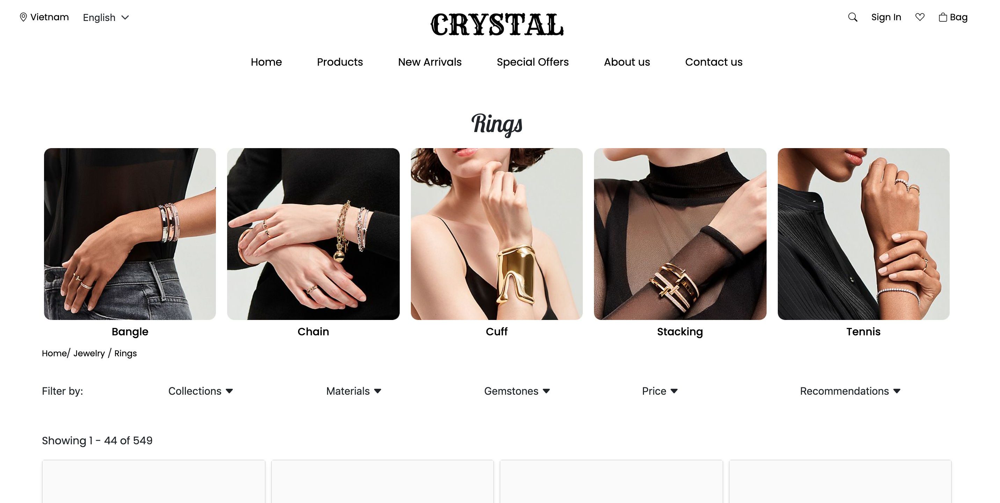 Vietnam English CRYSTAL Sign In Bag
Home Products New Arrivals Special Offers About us Contact us
Rings
Bangle Chain Cuff Stacking Tennis
Home/ Jewelry / Rings
Filter by: Collections Materials Gemstones Price Recommendations
Showing 1 - 44 of 549